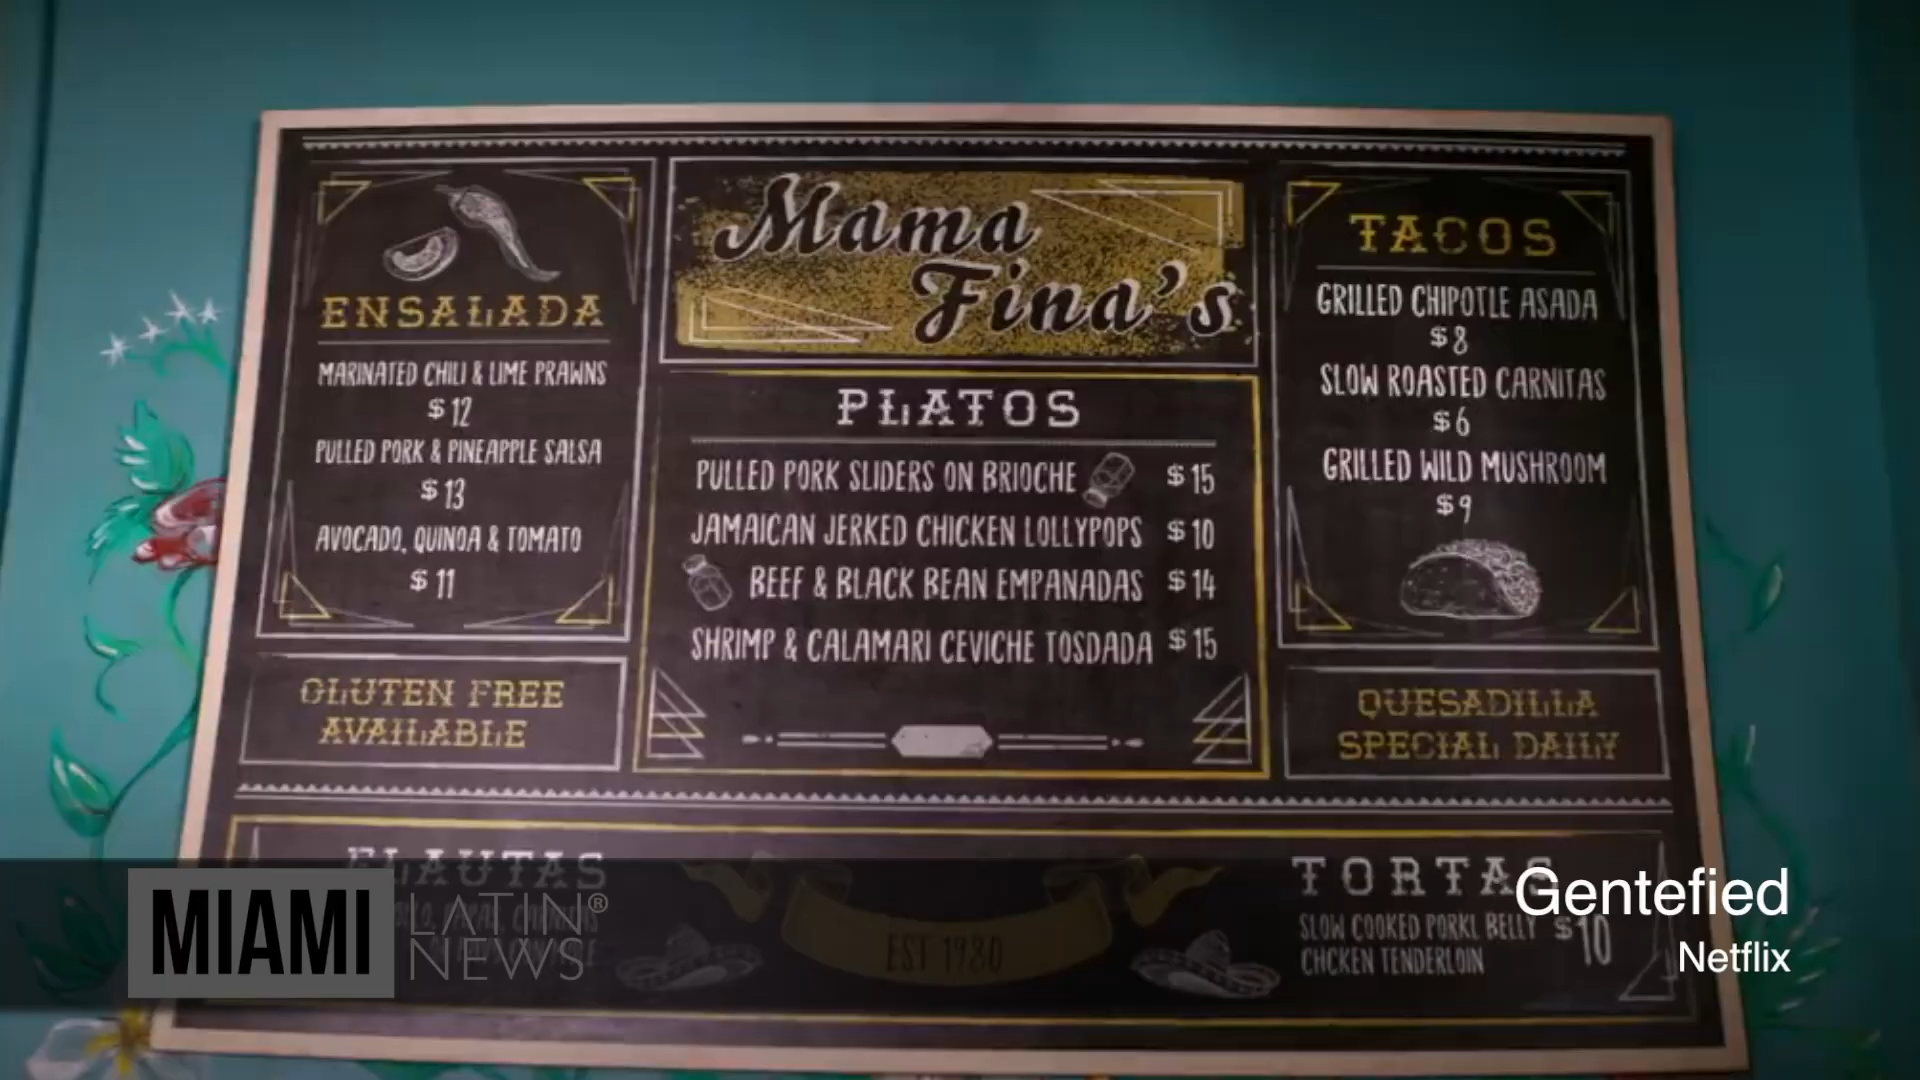 Mama
Fina's
ENSALADA
MARINATED CHILI & LIME PRAWNS
$12
PULLED PORK & PINEAPPLE SALSA
$13
AVOCADO, QUINOA & TOMATO
$11
GLUTEN FREE
AVAILABLE
PLATOS
PULLED PORK SLIDERS ON BRIOCHE $15
JAMAICAN JERKED CHICKEN LOLLYPOPS $10
BEEF & BLACK BEAN EMPANADAS $14
SHRIMP & CALAMARI CEVICHE TOSDADA $15
TACOS
GRILLED CHIPOTLE ASADA
$8
SLOW ROASTED CARNITAS
$6
GRILLED WILD MUSHROOM
$9
QUESADILLA
SPECIAL DAILY
FLAUTAS
EST 1980
TORTAS
SLOW COOKED PORKL BELLY $10
CHCKEN TENDERLOIN
MIAMI
LATIN®
NEWS
Gentefied
Netflix